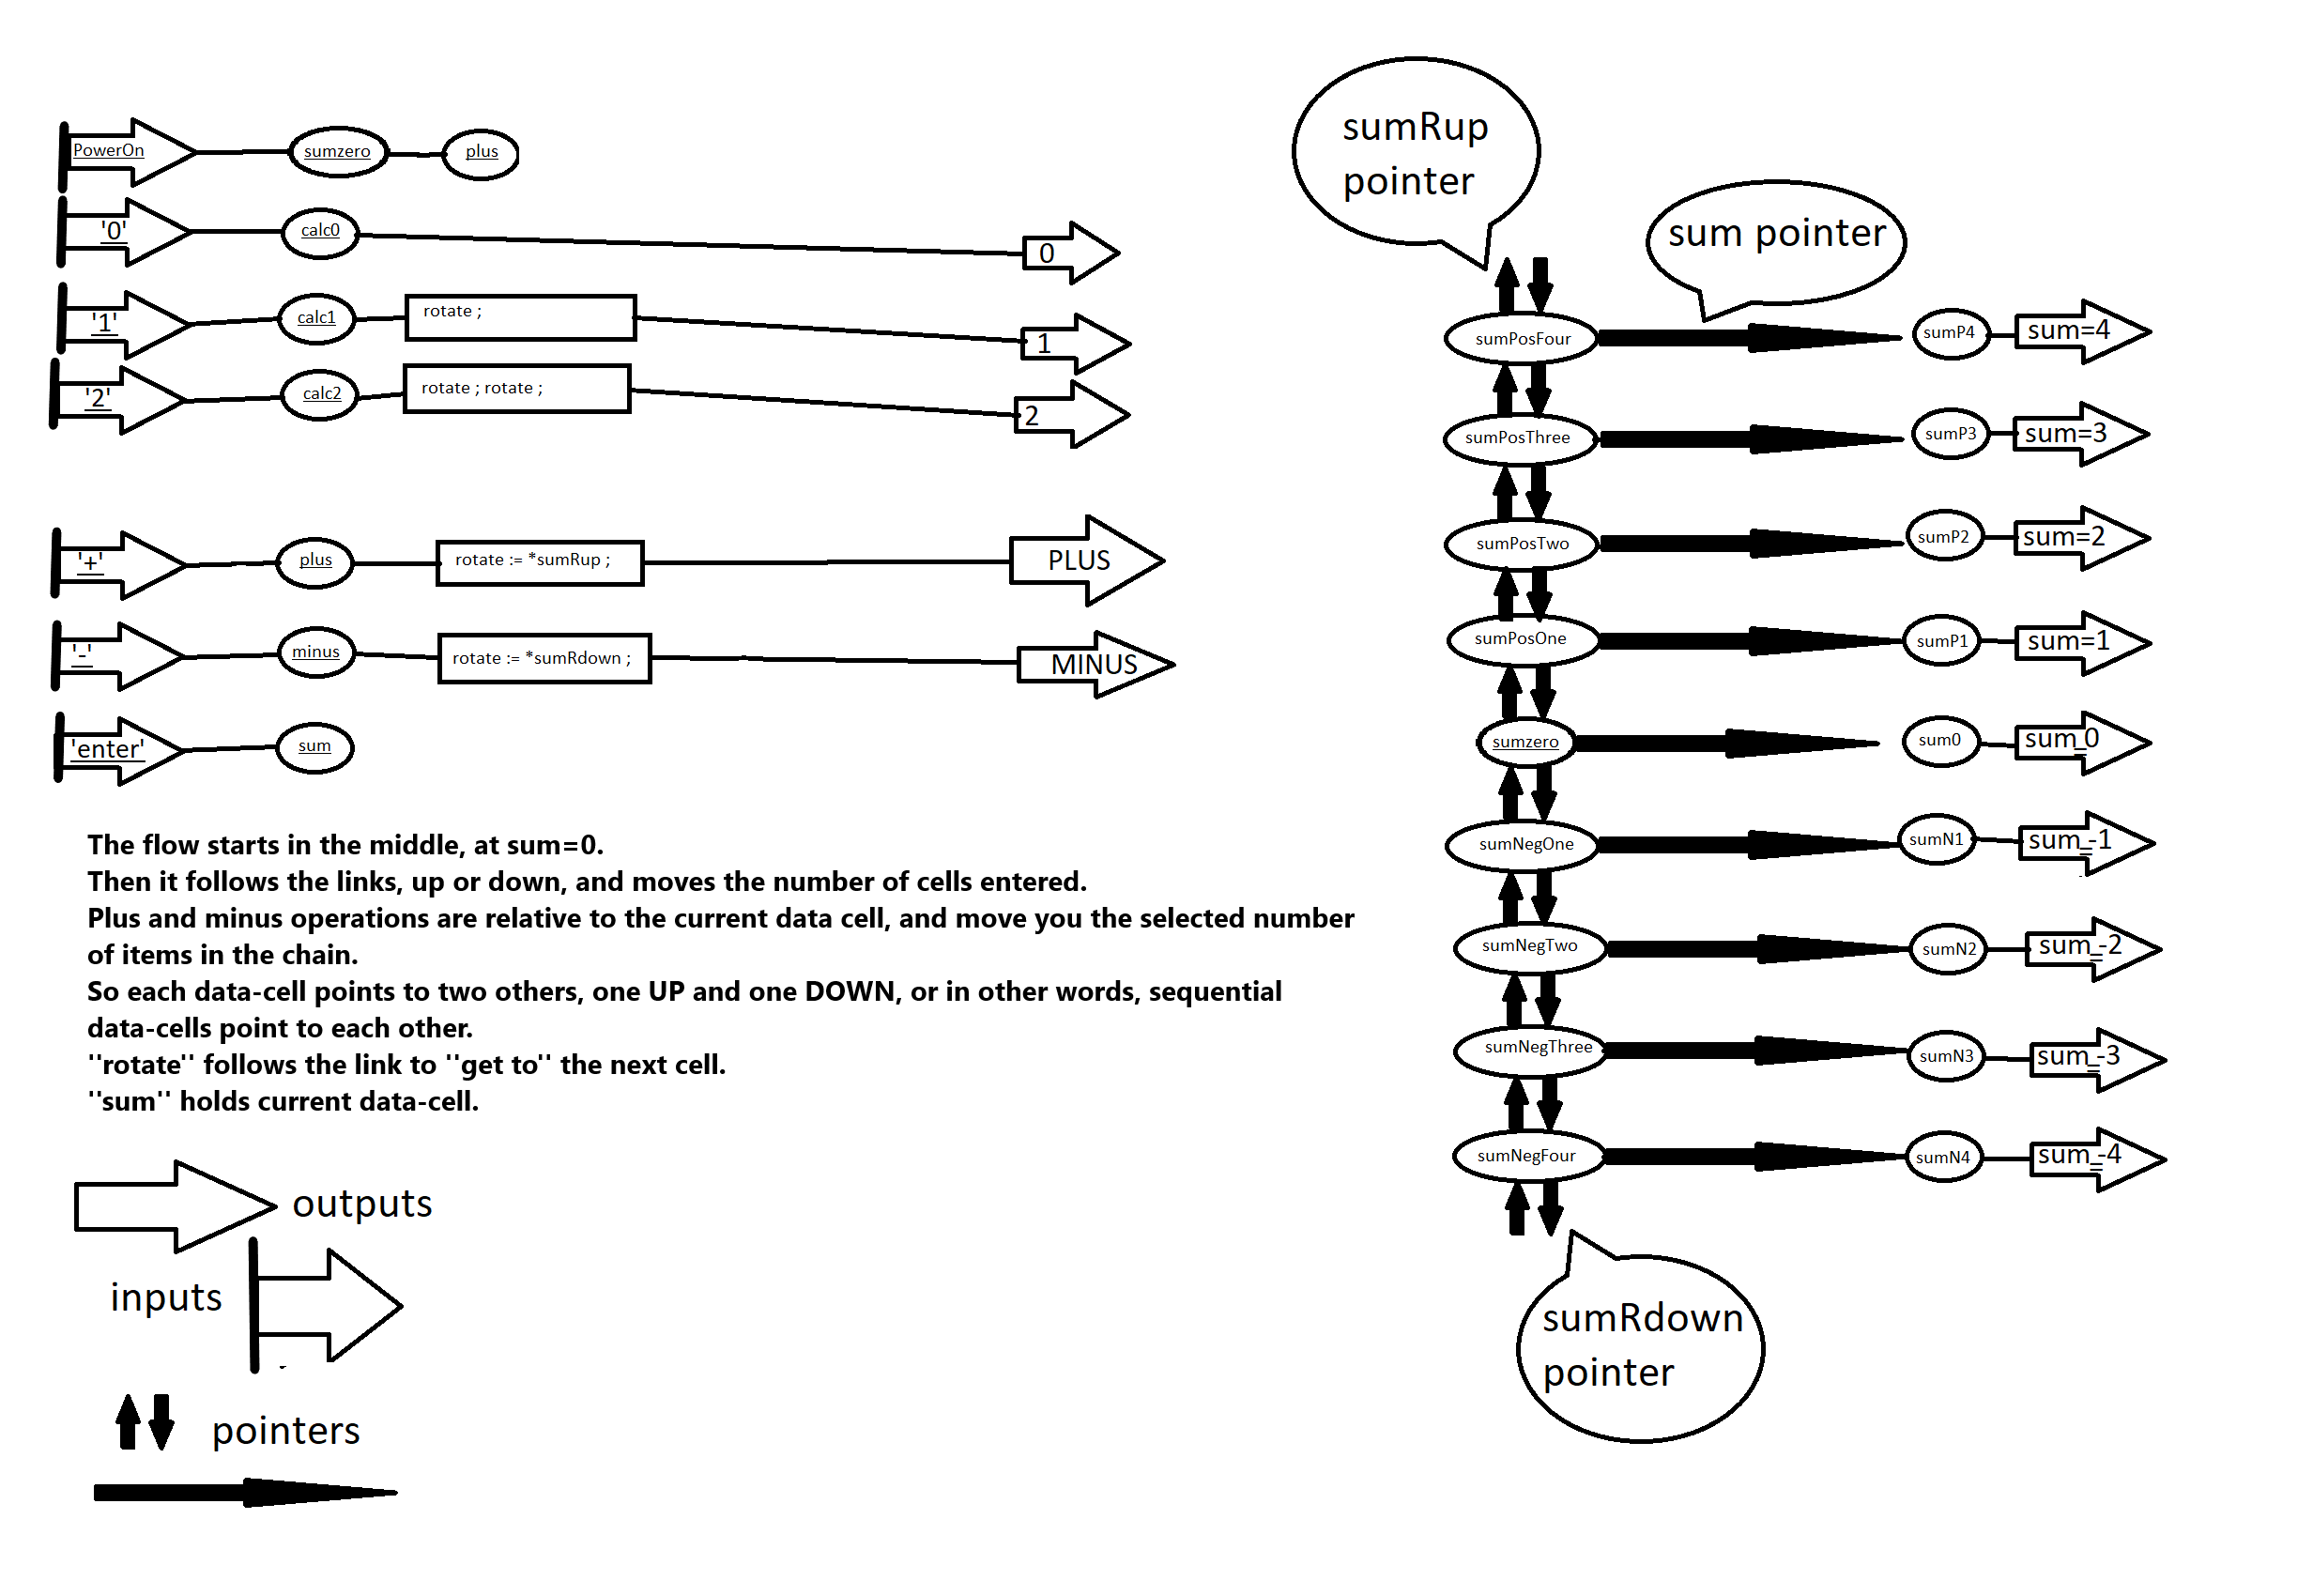 PowerOn
sumzero
plus
'0'
calc0
0
'1'
calc1
rotate ;
1
'2'
calc2
rotate ; rotate ;
2
'+'
plus
rotate := *sumRup ;
PLUS
'-'
minus
rotate := *sumRdown ;
MINUS
'enter'
sum
The flow starts in the middle, at sum=0.
Then it follows the links, up or down, and moves the number of cells entered.
Plus and minus operations are relative to the current data cell, and move you the selected number
of items in the chain.
So each data-cell points to two others, one UP and one DOWN, or in other words, sequential
data-cells point to each other.
''rotate'' follows the link to ''get to'' the next cell.
''sum'' holds current data-cell.
outputs
inputs
pointers
sumRup
pointer
sum pointer
sumPosFour
sumP4
sum=4
sumPosThree
sumP3
sum=3
sumPosTwo
sumP2
sum=2
sumPosOne
sumP1
sum=1
sumzero
sum0
sum=0
sumNegOne
sumN1
sum=-1
sumNegTwo
sumN2
sum=-2
sumNegThree
sumN3
sum=-3
sumNegFour
sumN4
sum=-4
sumRdown
pointer